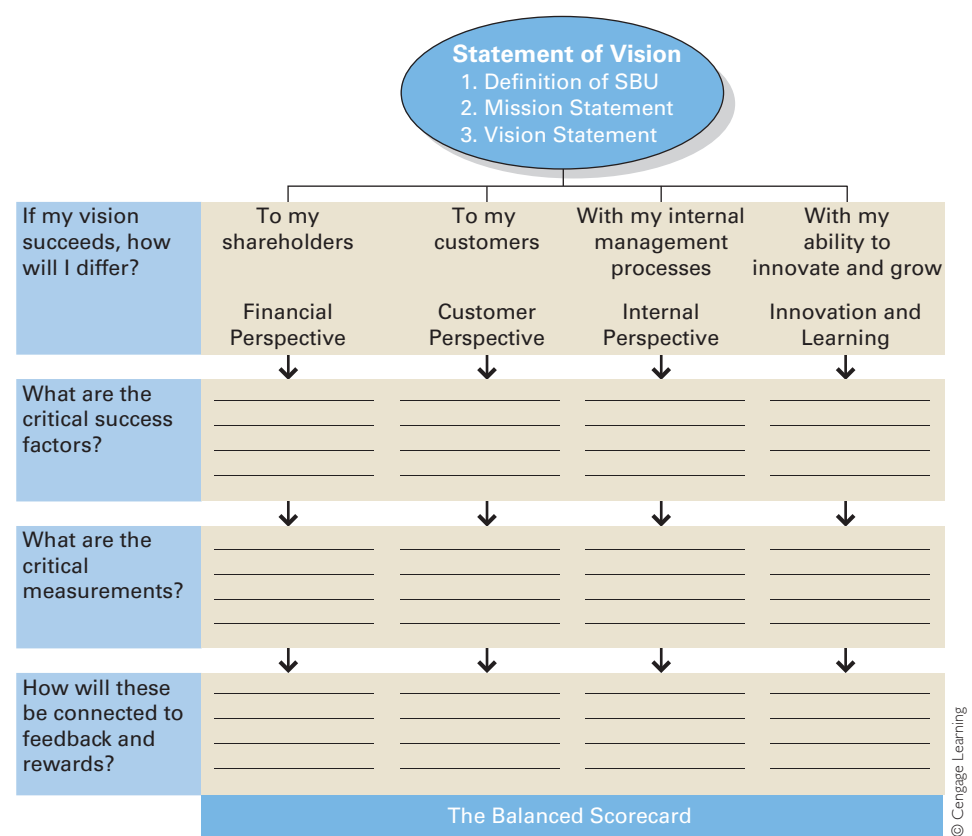 Statement of Vision
1. Definition of SBU
2. Mission Statement
3. Vision Statement
If my vision
succeeds, how
will I differ?
To my
shareholders
Financial
Perspective
To my
customers
Customer
Perspective
With my internal
management
processes
Internal
Perspective
With my
ability to
innovate and grow
Innovation and
Learning
What are the
critical success
factors?
What are the
critical
measurements?
How will these
be connected to
feedback and
rewards?
The Balanced Scorecard
© Cengage Learning